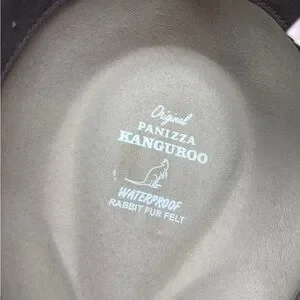 Original
PANIZZA
KANGUROO
WATERPROOF
RABBIT FUR FELT